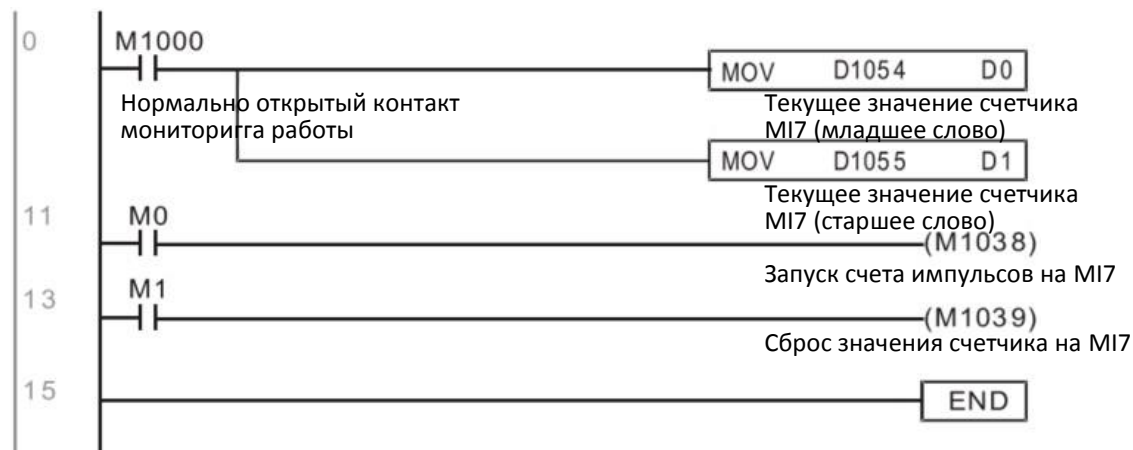 0
M1000
MOV D1054 D0
Нормально открытый контакт
мониторигга работы
Текущее значение счетчика
MI7 (младшее слово)
MOV D1055 D1
Текущее значение счетчика
MI7 (старшее слово)
11
M0
(M1038)
Запуск счета импульсов на MI7
13
M1
(M1039)
Сброс значения счетчика на MI7
15
END